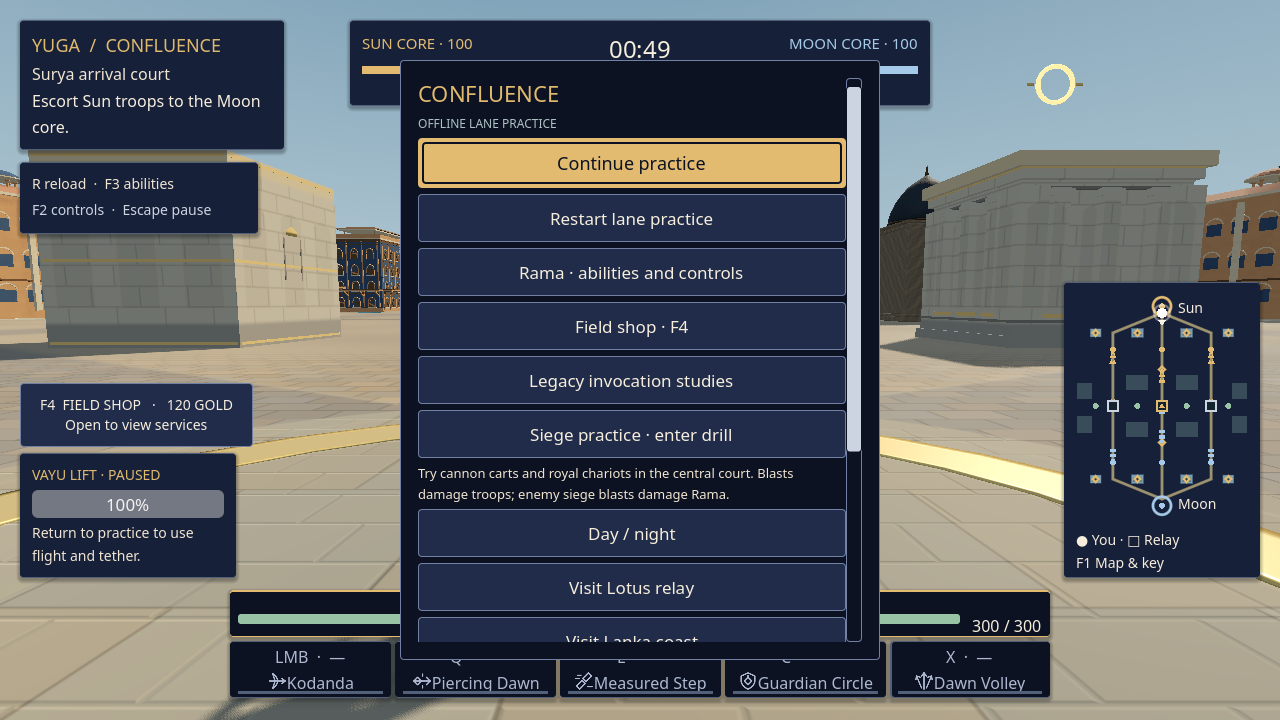 YUGA / CONFLUENCE
Surya arrival court
Escort Sun troops to the Moon
core.
R reload · F3 abilities
F2 controls · Escape pause
SUN CORE · 100
00:49
MOON CORE · 100
CONFLUENCE
OFFLINE LANE PRACTICE
Continue practice
Restart lane practice
Rama · abilities and controls
Field shop · F4
Legacy invocation studies
Siege practice · enter drill
Try cannon carts and royal chariots in the central court. Blasts
damage troops; enemy siege blasts damage Rama.
Day / night
Visit Lotus relay
Visit Lanka coast
F4 FIELD SHOP · 120 GOLD
Open to view services
VAYU LIFT · PAUSED
100%
Return to practice to use
flight and tether.
Sun
Moon
● You · □ Relay
F1 Map & key
300 / 300
LMB · —
Kodanda
Piercing Dawn
Measured Step
Guardian Circle
X · —
Dawn Volley